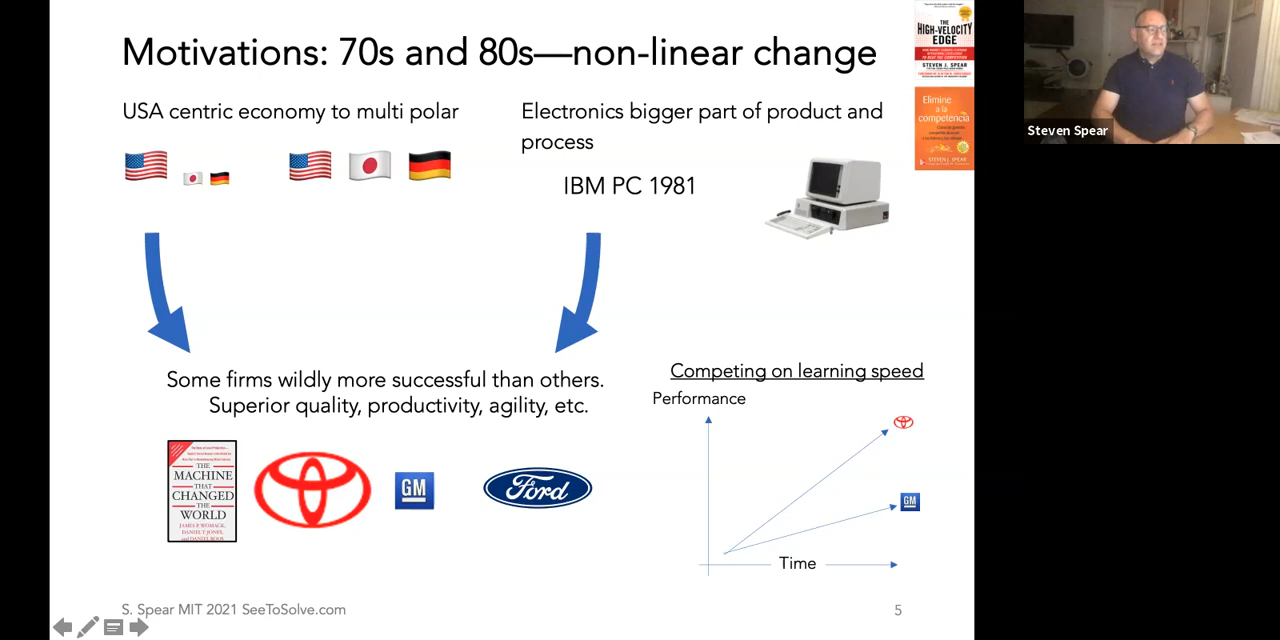 Motivations: 70s and 80s—non-linear change
USA centric economy to multi polar
Electronics bigger part of product and
process
IBM PC 1981
Some firms wildly more successful than others.
Superior quality, productivity, agility, etc.
THE
MACHINE
THAT
CHANGED
THE
WORLD
JAMES P. WOMACK,
DANIEL T. JONES,
and DANIEL ROOS
GM
Ford
Competing on learning speed
Performance
GM
Time
S. Spear MIT 2021 SeeToSolve.com
5
THE
HIGH-VELOCITY
EDGE
STEVEN J. SPEAR
Elimine
a la
competencia
STEVEN J. SPEAR
Steven Spear